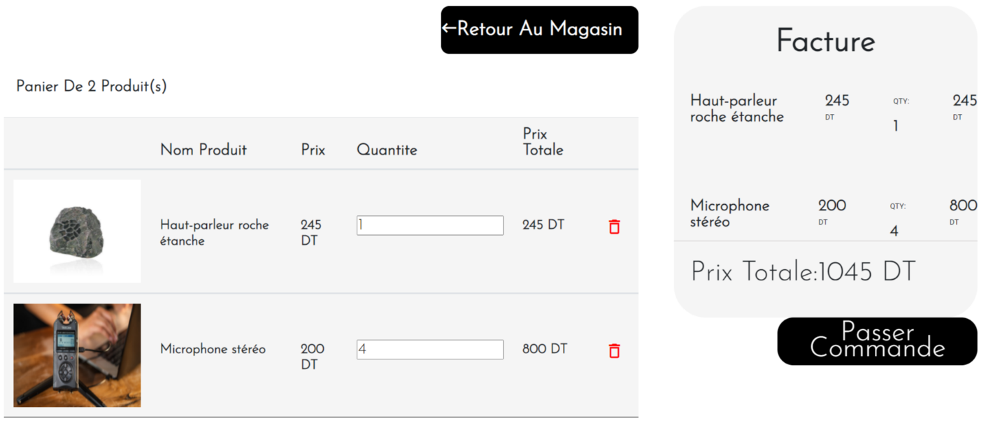 ←Retour Au Magasin
Panier De 2 Produit(s)
Nom Produit Prix Quantite Prix Totale
Haut-parleur roche étanche 245 DT 1 245 DT
Microphone stéréo 200 DT 4 800 DT
Facture
Haut-parleur roche étanche 245 DT QTY: 1 245 DT
Microphone stéréo 200 DT QTY: 4 800 DT
Prix Totale:1045 DT
Passer
Commande